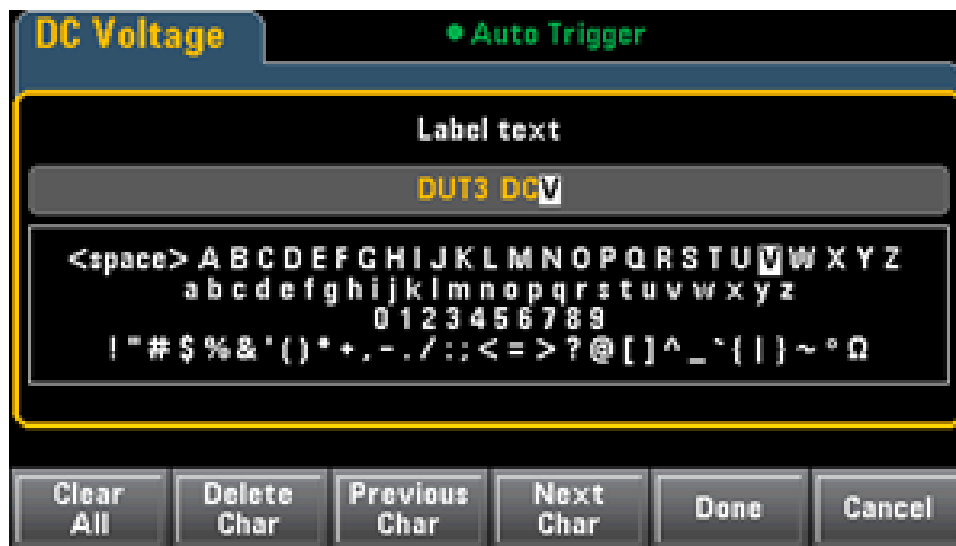 DC Voltage
● Auto Trigger
Label text
DUT3 DCV
<space> A B C D E F G H I J K L M N O P Q R S T U V W X Y Z
a b c d e f g h i j k l m n o p q r s t u v w x y z
0 1 2 3 4 5 6 7 8 9
! " # $ % & ' ( ) * + , - . / : ; < = > ? @ [ ] ^ _ ` { | } ~ ° Ω
Clear All
Delete Char
Previous Char
Next Char
Done
Cancel